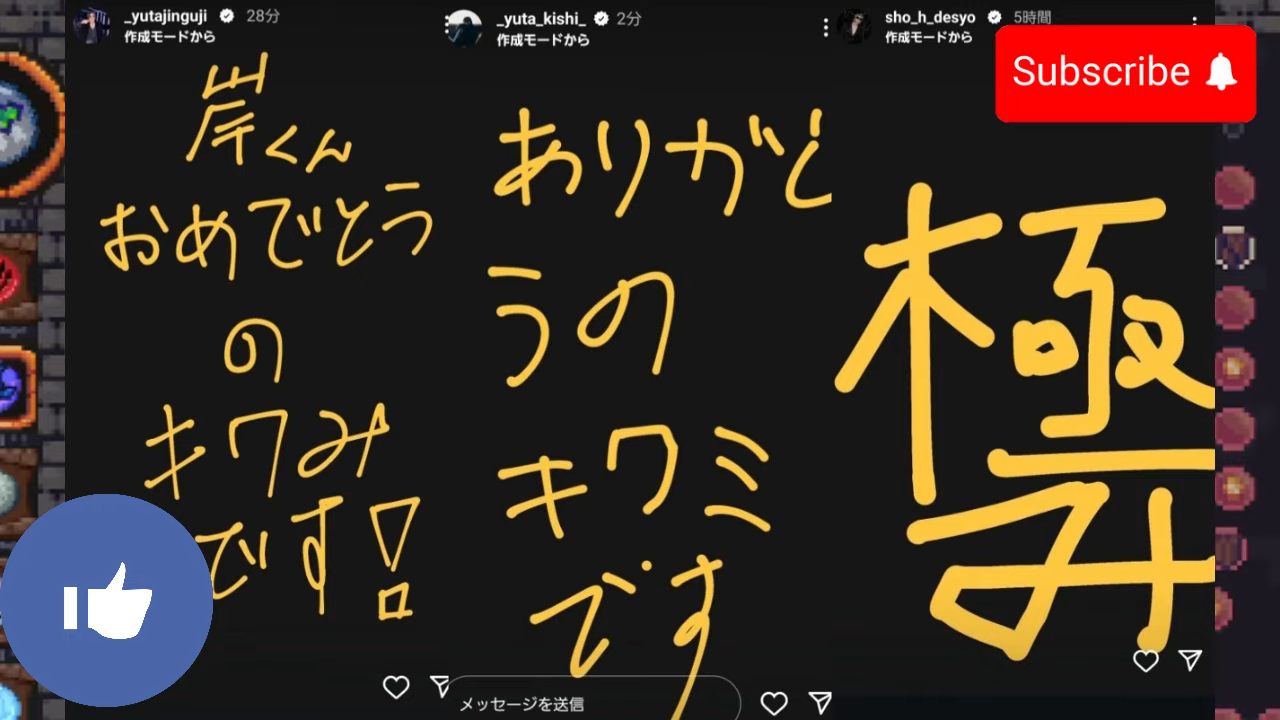 _yutajinguji 28分
作成モードから
岸くん
おめでとう
の
キワみ
です!
_yuta_kishi_ 2分
作成モードから
ありがと
うの
キワミ
です
メッセージを送信
sho_h_desyo 5時間
作成モードから
極
み
Subscribe